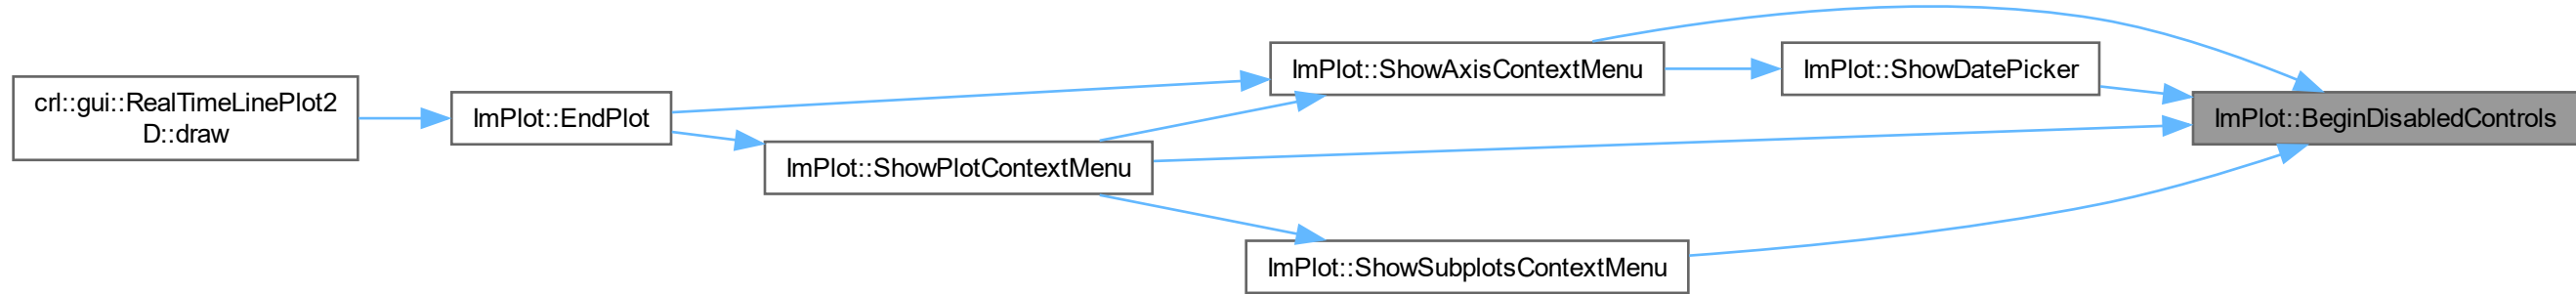 crl::gui::RealTimeLinePlot2
D::draw
ImPlot::EndPlot
ImPlot::ShowPlotContextMenu
ImPlot::ShowAxisContextMenu
ImPlot::ShowSubplotsContextMenu
ImPlot::ShowDatePicker
ImPlot::BeginDisabledControls